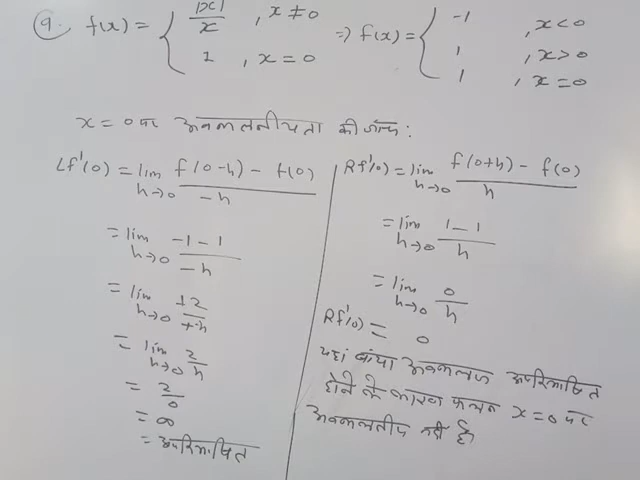 9. f(x) = { |x|/x , x ≠ 0 ⇒ f(x) = { -1 , x < 0
1 , x > 0
1 , x = 0 1 , x = 0
x = 0 पर अवकलनीयता की जांच :
Lf'(0) = lim h→0 f(0-h) - f(0) / -h
= lim h→0 -1-1 / -h
= lim h→0 +2 / +h
= lim h→0 2/h
= 2/0
= ∞
= अपरिभाषित
Rf'(0) = lim h→0 f(0+h) - f(0) / h
= lim h→0 1-1 / h
= lim h→0 0/h
Rf'(0) = 0
यहां बांया अवकलज अपरिभाषित
होने के कारण फलन x = 0 पर
अवकलनीय नहीं है।